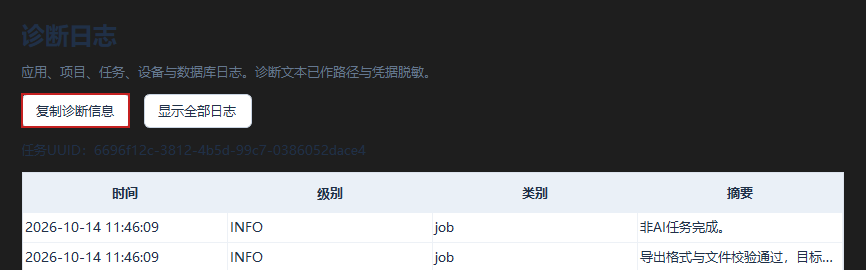 诊断日志
应用、项目、任务、设备与数据库日志。诊断文本已作路径与凭据脱敏。
复制诊断信息 显示全部日志
任务UUID：6696f12c-3812-4b5d-99c7-0386052dace4
时间 级别 类别 摘要
2026-10-14 11:46:09 INFO job 非AI任务完成。
2026-10-14 11:46:09 INFO job 导出格式与文件校验通过，目标...